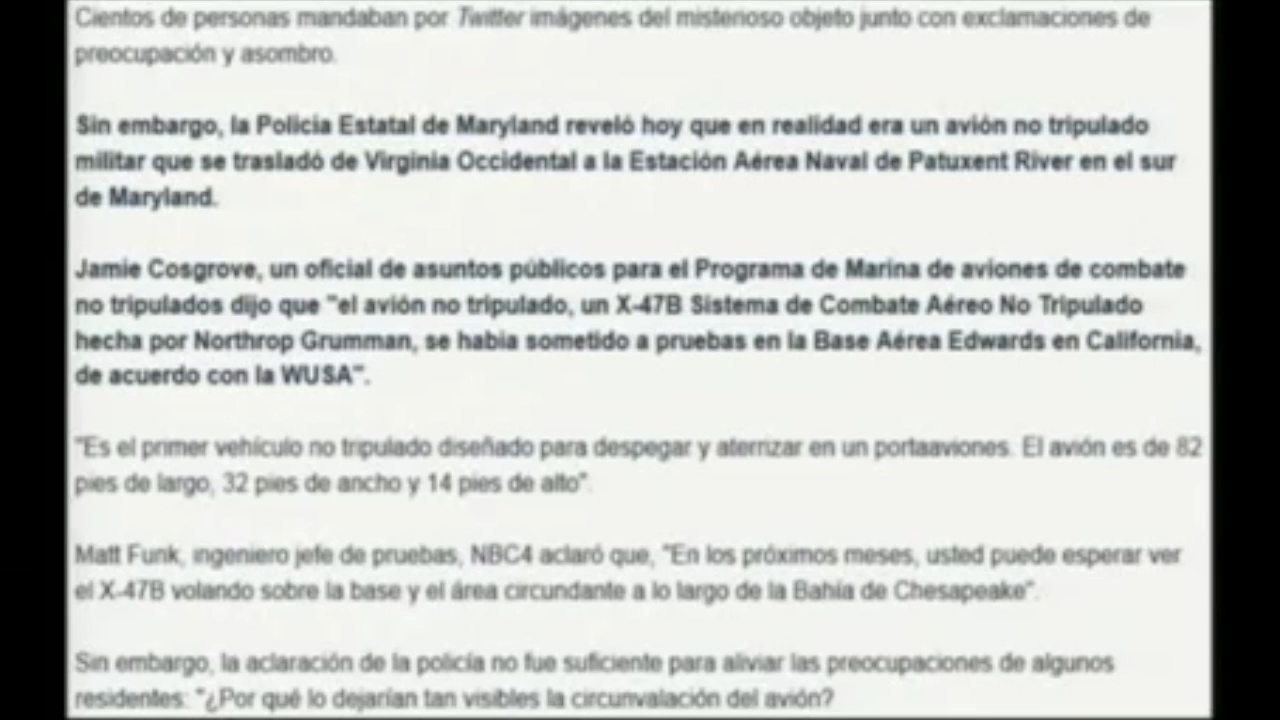 Cientos de personas mandaban por Twitter imágenes del misterioso objeto junto con exclamaciones de
preocupación y asombro.
Sin embargo, la Policia Estatal de Maryland reveló hoy que en realidad era un avión no tripulado
militar que se trasladó de Virginia Occidental a la Estación Aérea Naval de Patuxent River en el sur
de Maryland.
Jamie Cosgrove, un oficial de asuntos públicos para el Programa de Marina de aviones de combate
no tripulados dijo que "el avión no tripulado, un X-47B Sistema de Combate Aéreo No Tripulado
hecha por Northrop Grumman, se habia sometido a pruebas en la Base Aérea Edwards en California,
de acuerdo con la WUSA".
"Es el primer vehículo no tripulado diseñado para despegar y aterrizar en un portaaviones. El avión es de 82
pies de largo, 32 pies de ancho y 14 pies de alto".
Matt Funk, ingeniero jefe de pruebas, NBC4 aclaró que, "En los próximos meses, usted puede esperar ver
el X-47B volando sobre la base y el área circundante a lo largo de la Bahía de Chesapeake".
Sin embargo, la aclaración de la policía no fue suficiente para aliviar las preocupaciones de algunos
residentes: "¿Por qué lo dejarían tan visibles la circunvalación del avión?